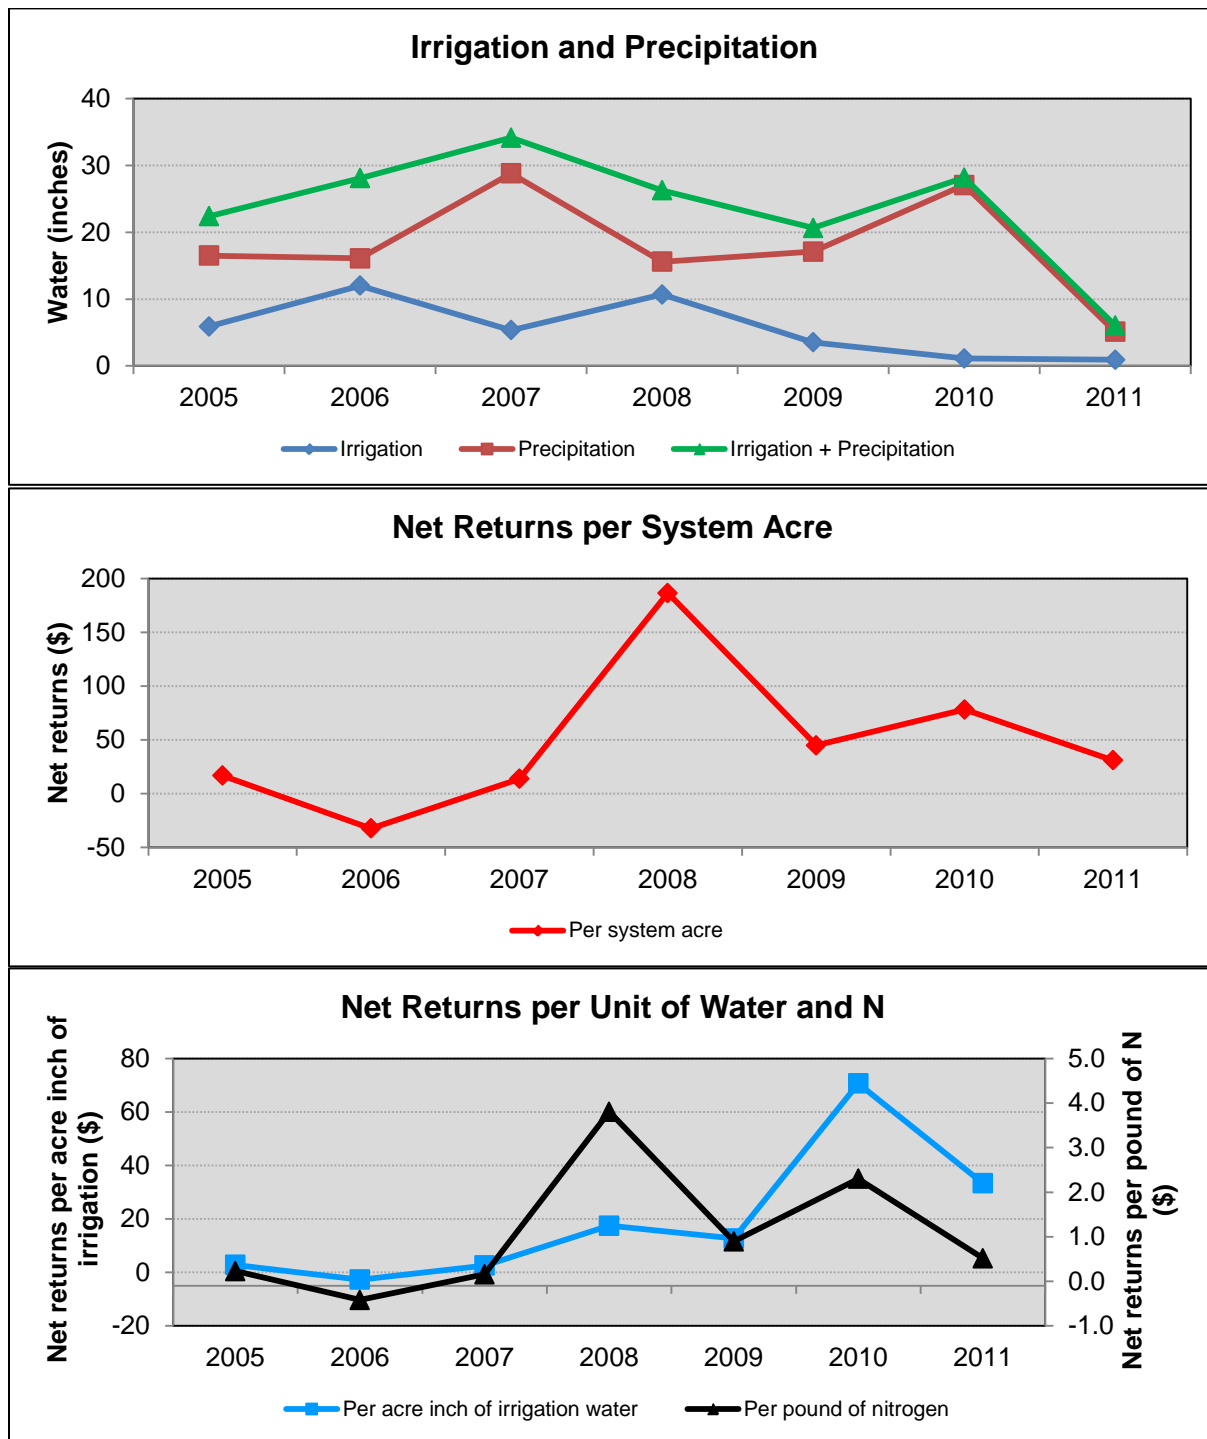 Irrigation and Precipitation
Water (inches)
40
30
20
10
0
2005 2006 2007 2008 2009 2010 2011
Irrigation Precipitation Irrigation + Precipitation
Net Returns per System Acre
Net returns ($)
200
150
100
50
0
-50
2005 2006 2007 2008 2009 2010 2011
Per system acre
Net Returns per Unit of Water and N
Net returns per acre inch of
irrigation ($)
80
60
40
20
0
-20
5.0
4.0
3.0
2.0
1.0
0.0
-1.0
Net returns per pound of N
($)
2005 2006 2007 2008 2009 2010 2011
Per acre inch of irrigation water Per pound of nitrogen